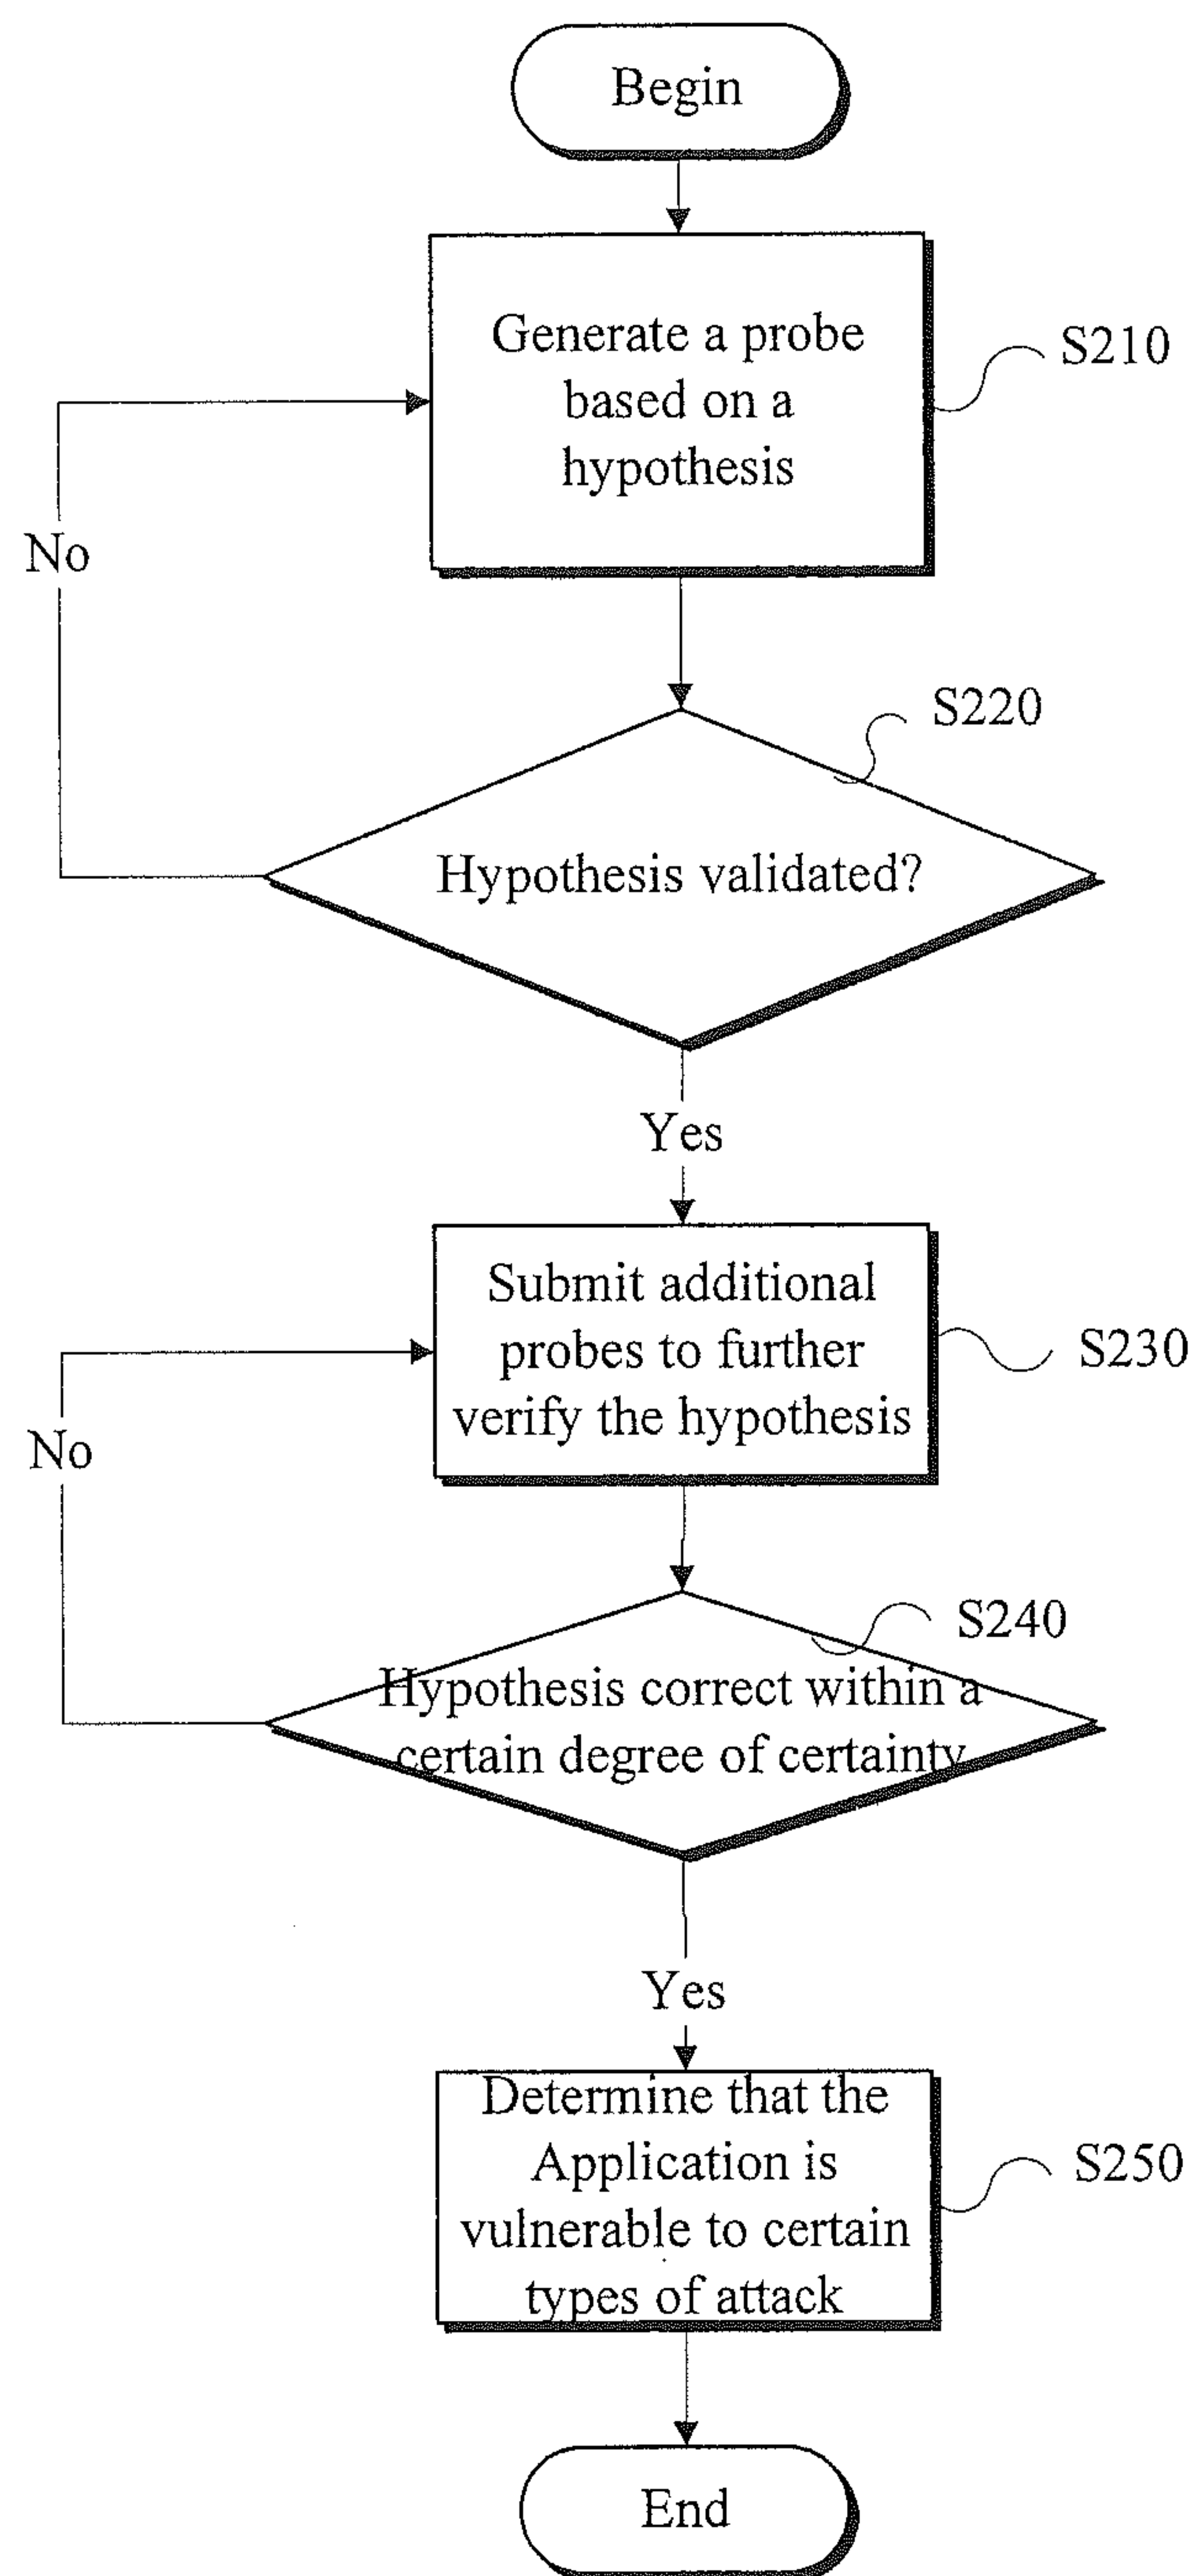 Begin
Generate a probe
based on a
hypothesis
S210
No
S220
Hypothesis validated?
Yes
Submit additional
probes to further
verify the hypothesis
S230
No
S240
Hypothesis correct within a
certain degree of certainty
Yes
Determine that the
Application is
vulnerable to certain
types of attack
S250
End